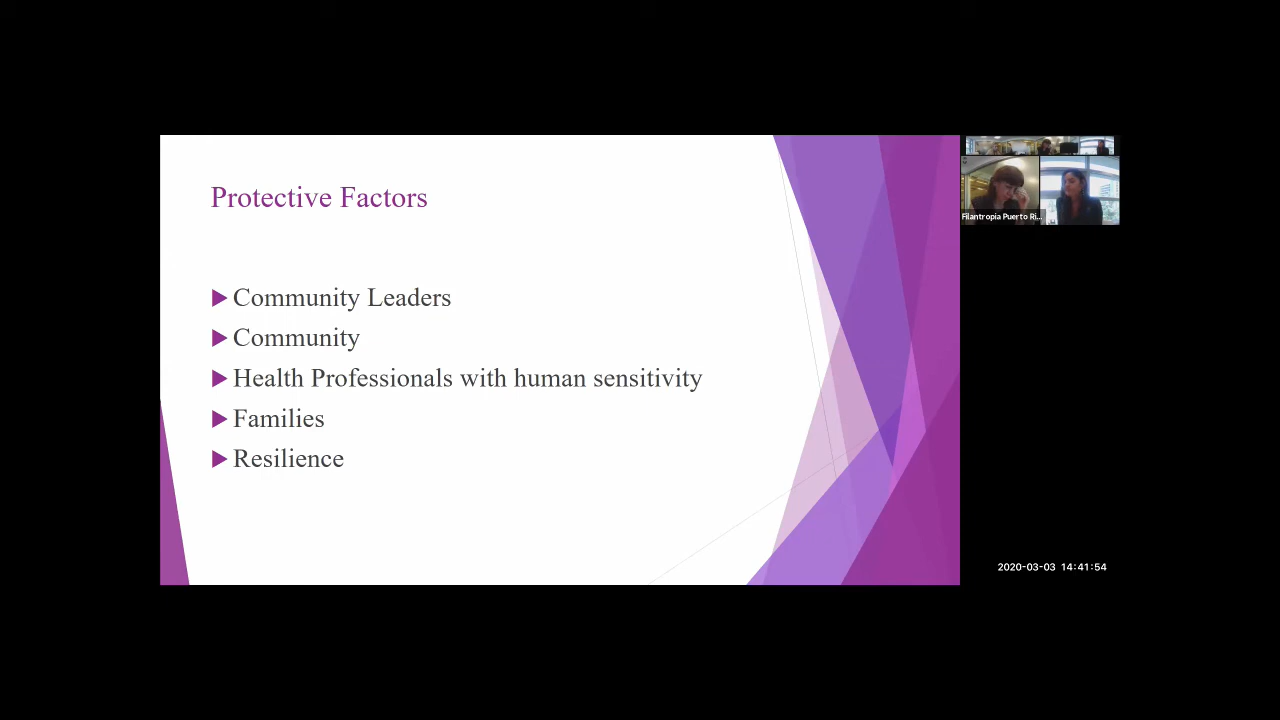 Protective Factors
Community Leaders
Community
Health Professionals with human sensitivity
Families
Resilience
Filantropia Puerto Ri...
2020-03-03 14:41:54